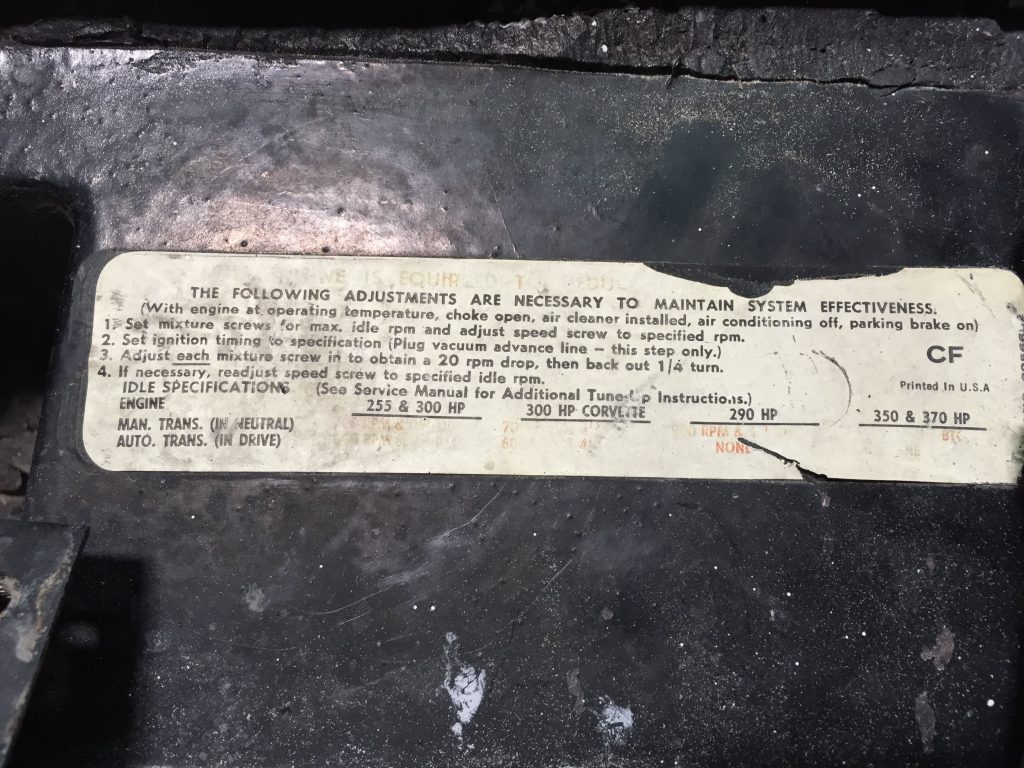 IS EQUIP
THE FOLLOWING ADJUSTMENTS ARE NECESSARY TO MAINTAIN SYSTEM EFFECTIVENESS.
(With engine at operating temperature, choke open, air cleaner installed, air conditioning off, parking brake on)
1. Set mixture screws for max. idle rpm and adjust speed screw to specified rpm.
2. Set ignition timing to specification (Plug vacuum advance line – this step only.)
3. Adjust each mixture screw in to obtain a 20 rpm drop, then back out 1/4 turn.
4. If necessary, readjust speed screw to specified idle rpm.
CF
Printed In U.S.A
IDLE SPECIFICATIONS (See Service Manual for Additional Tune-Up Instructions.)
ENGINE 255 & 300 HP 300 HP CORVETTE 290 HP 350 & 370 HP
MAN. TRANS. (IN NEUTRAL) RPM &
AUTO. TRANS. (IN DRIVE) NONE